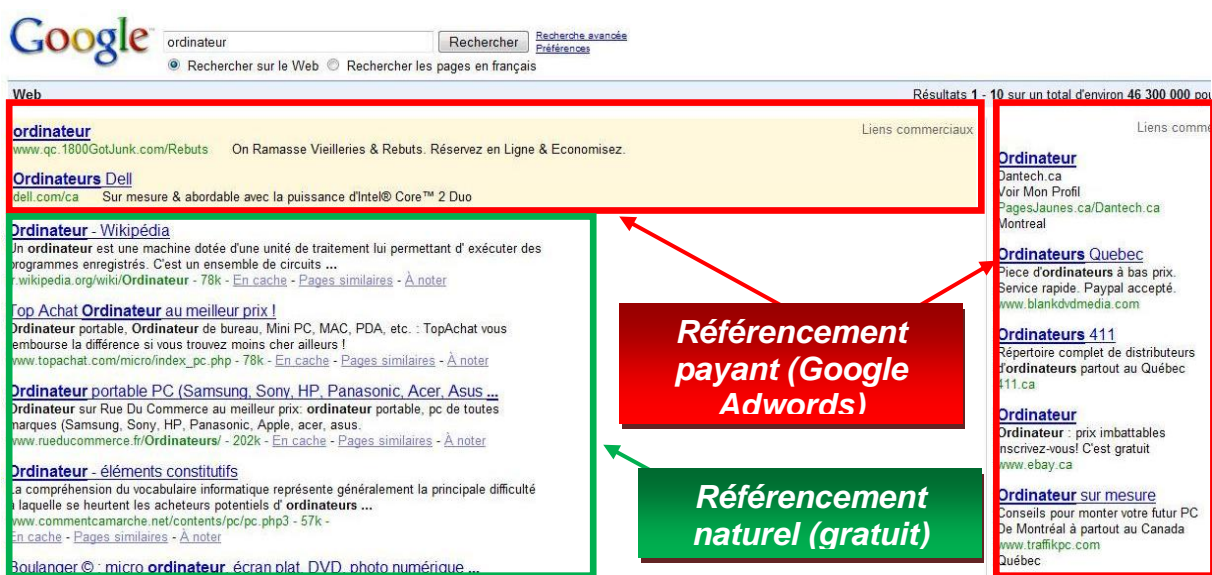 Google
ordinateur
Rechercher
Recherche avancée
Préférences
Rechercher sur le Web Rechercher les pages en français
Web
Résultats 1 - 10 sur un total d'environ 46 300 000 pou
ordinateur
Liens commerciaux
www.qc.1800GotJunk.com/Rebuts On Ramasse Vieilleries & Rebuts. Réservez en Ligne & Economisez.
Ordinateurs Dell
dell.com/ca Sur mesure & abordable avec la puissance d'Intel® Core™ 2 Duo
Ordinateur - Wikipédia
Un ordinateur est une machine dotée d'une unité de traitement lui permettant d' exécuter des
programmes enregistrés. C'est un ensemble de circuits ...
r.wikipedia.org/wiki/Ordinateur - 78k - En cache - Pages similaires - À noter
Top Achat Ordinateur au meilleur prix !
Ordinateur portable, Ordinateur de bureau, Mini PC, MAC, PDA, etc. : TopAchat vous
rembourse la différence si vous trouvez moins cher ailleurs !
www.topachat.com/micro/index_pc.php - 78k - En cache - Pages similaires - À noter
Ordinateur portable PC (Samsung, Sony, HP, Panasonic, Acer, Asus ...
Ordinateur sur Rue Du Commerce au meilleur prix: ordinateur portable, pc de toutes
marques (Samsung, Sony, HP, Panasonic, Apple, acer, asus.
www.rueducommerce.fr/Ordinateurs/ - 202k - En cache - Pages similaires - À noter
Ordinateur - éléments constitutifs
La compréhension du vocabulaire informatique représente généralement la principale difficulté
à laquelle se heurtent les acheteurs potentiels d' ordinateurs ...
www.commentcamarche.net/contents/pc/pc.php3 - 57k -
En cache - Pages similaires - À noter
Boulanger © : micro ordinateur, écran plat, DVD, photo numérique ...
Référencement
payant (Google
Adwords)
Référencement
naturel (gratuit)
Liens comme
Ordinateur
Dantech.ca
Voir Mon Profil
PagesJaunes.ca/Dantech.ca
Montreal
Ordinateurs Quebec
Piece d'ordinateurs à bas prix.
Service rapide. Paypal accepté.
www.blankdvdmedia.com
Ordinateurs 411
Répertoire complet de distributeurs
d'ordinateurs partout au Québec
411.ca
Ordinateur
Ordinateur : prix imbattables
Inscrivez-vous! C'est gratuit
www.ebay.ca
Ordinateur sur mesure
Conseils pour monter votre futur PC
De Montréal à partout au Canada
www.traffikpc.com
Québec